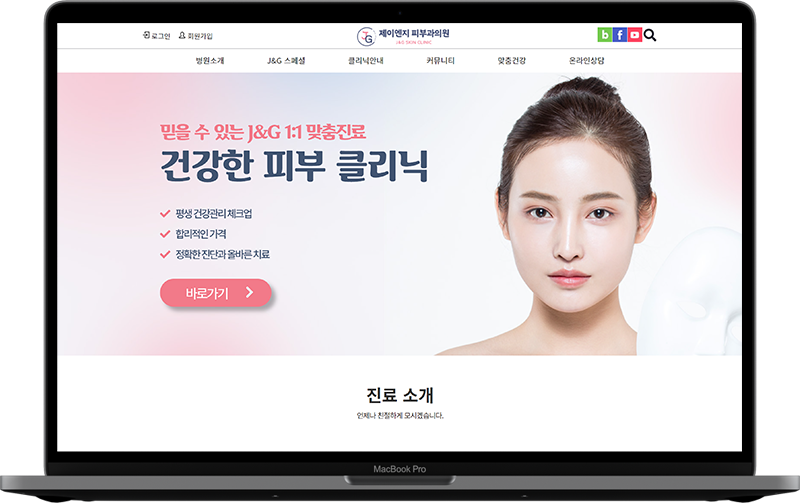 로그인 회원가입
제이엔지 피부과의원
J&G SKIN CLINIC
b f
병원소개 J&G 스페셜 클리닉안내 커뮤니티 맞춤건강 온라인상담
믿을 수 있는 J&G 1:1 맞춤진료
건강한 피부 클리닉
평생 건강관리 체크업
합리적인 가격
정확한 진단과 올바른 치료
바로가기
진료 소개
언제나 친절하게 모시겠습니다.
MacBook Pro